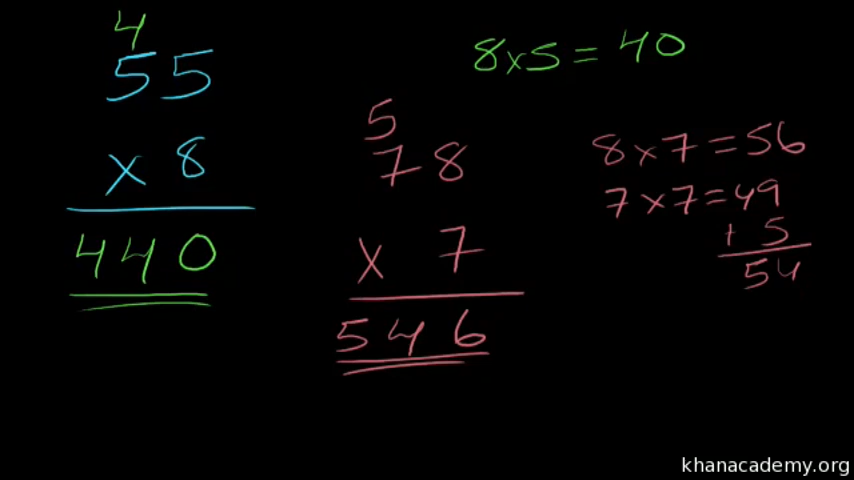 4
55
x 8
440
8x5 = 40
5
78
x 7
546
8x7=56
7x7=49
+ 5
54
khanacademy.org